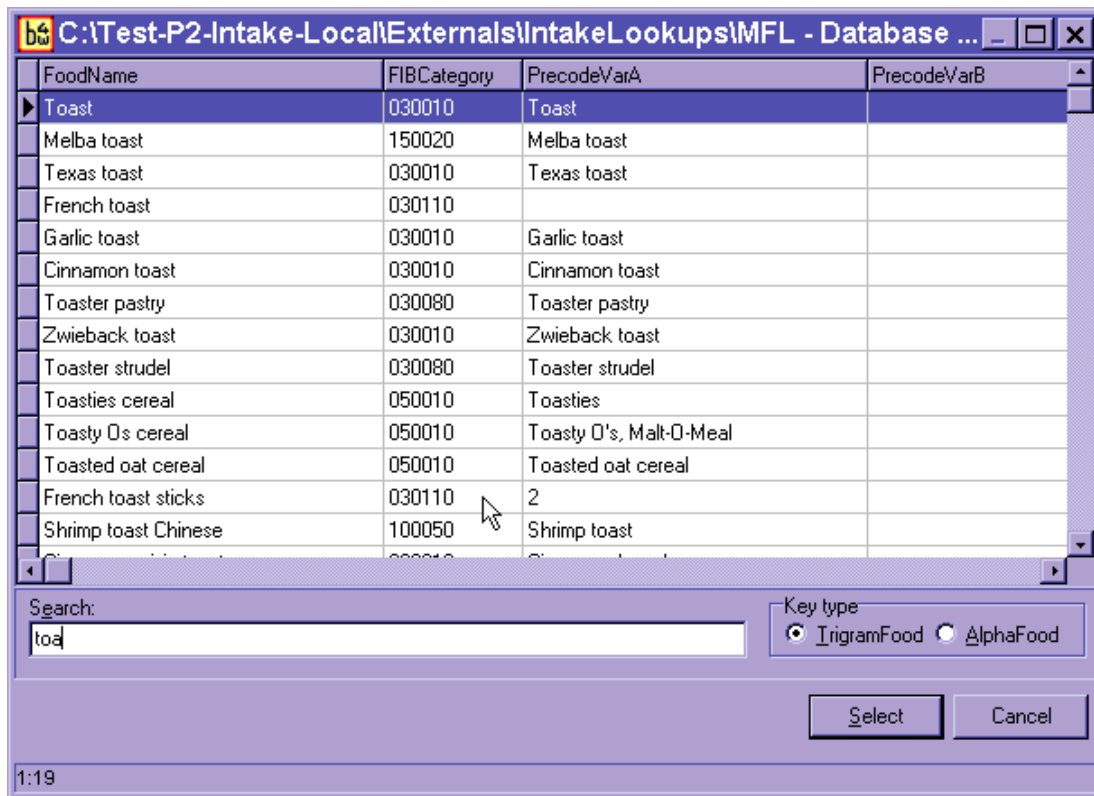 C:\Test-P2-Intake-Local\Externals\IntakeLookups\MFL - Database ...
FoodName FIBCategory PrecodeVarA PrecodeVarB
Toast 030010 Toast
Melba toast 150020 Melba toast
Texas toast 030010 Texas toast
French toast 030110
Garlic toast 030010 Garlic toast
Cinnamon toast 030010 Cinnamon toast
Toaster pastry 030080 Toaster pastry
Zwieback toast 030010 Zwieback toast
Toaster strudel 030080 Toaster strudel
Toasties cereal 050010 Toasties
Toasty Os cereal 050010 Toasty O's, Malt-O-Meal
Toasted oat cereal 050010 Toasted oat cereal
French toast sticks 030110 2
Shrimp toast Chinese 100050 Shrimp toast
Search:
Key type
toa
TrigramFood AlphaFood
Select Cancel
1:19